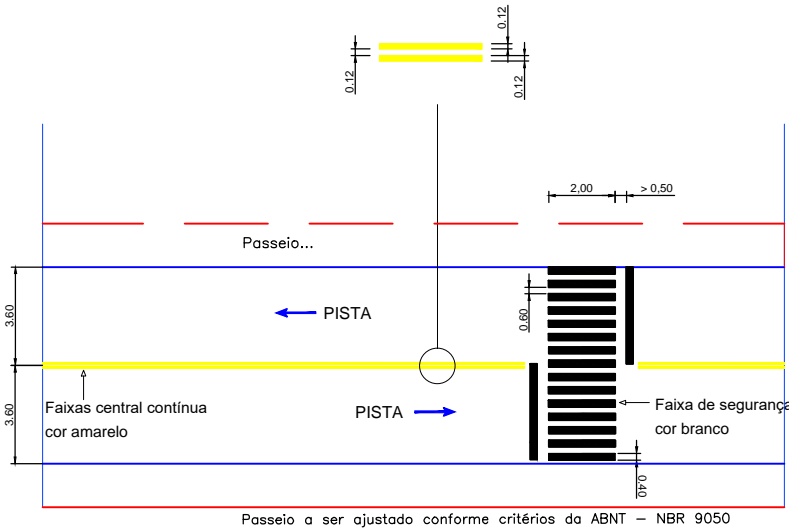 0.12
0.12
0.12
2,00
> 0,50
Passeio...
3.60
PISTA
0.60
3.60
Faixas central contínua
cor amarelo
PISTA
Faixa de segurança
cor branco
0.40
Passeio a ser ajustado conforme critérios da ABNT – NBR 9050